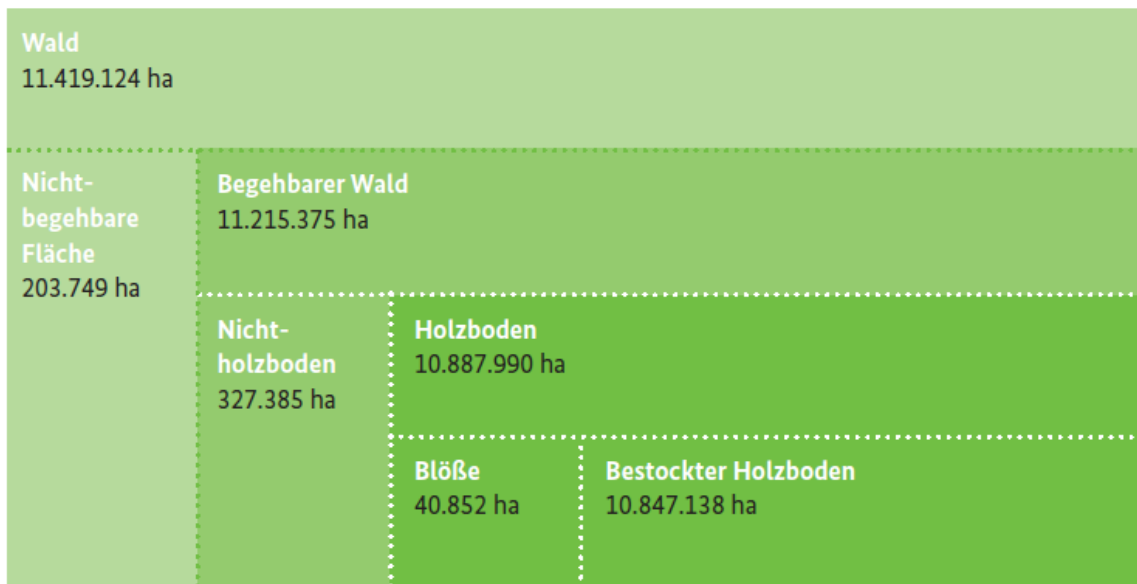 Wald
11.419.124 ha
Nicht-
begehbare
Fläche
203.749 ha
Begehbarer Wald
11.215.375 ha
Nicht-
holzboden
327.385 ha
Holzboden
10.887.990 ha
Blöße
40.852 ha
Bestockter Holzboden
10.847.138 ha